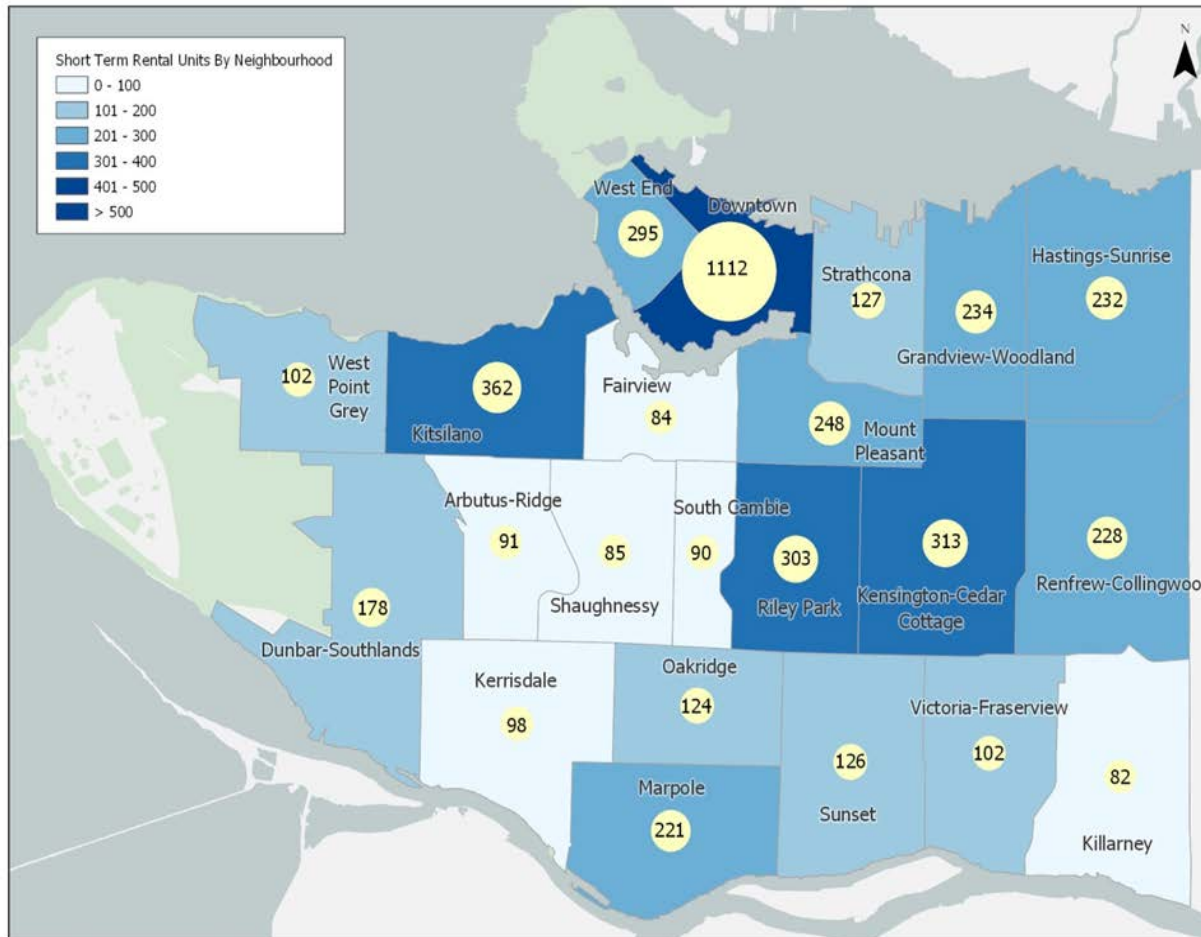 N
Short Term Rental Units By Neighbourhood
0 - 100
101 - 200
201 - 300
301 - 400
401 - 500
> 500
West End
295
Downtown
1112
Strathcona
127
234
Grandview-Woodland
Hastings-Sunrise
232
102
West
Point
Grey
362
Kitsilano
Fairview
84
248
Mount
Pleasant
Arbutus-Ridge
91
85
Shaughnessy
South Cambie
90
303
Riley Park
313
Kensington-Cedar
Cottage
228
Renfrew-Collingwoo
178
Dunbar-Southlands
Kerrisdale
98
Oakridge
124
Marpole
221
126
Sunset
Victoria-Fraserview
102
82
Killarney